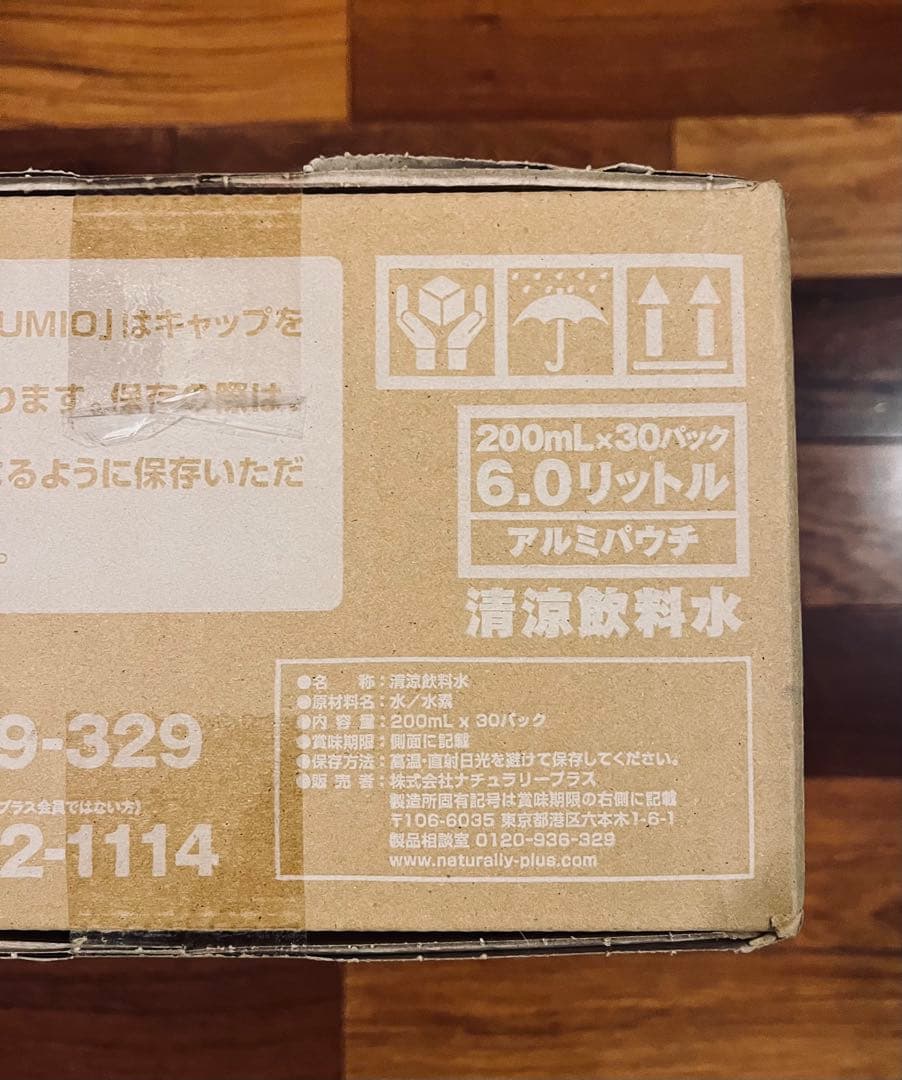 UMIO」はキャップを
ります。保存の際は、
なるように保存いただ
。
9-329
プラス会員ではない方】
2-1114
200mL×30パック
6.0リットル
アルミパウチ
清涼飲料水
●名　　称：清涼飲料水
●原材料名：水／水素
●内 容 量：200mL x 30パック
●賞味期限：側面に記載
●保存方法：高温・直射日光を避けて保存してください。
●販 売 者：株式会社ナチュラリープラス
製造所固有記号は賞味期限の右側に記載
〒106-6035 東京都港区六本木1-6-1
製品相談室 0120-936-329
www.naturally-plus.com